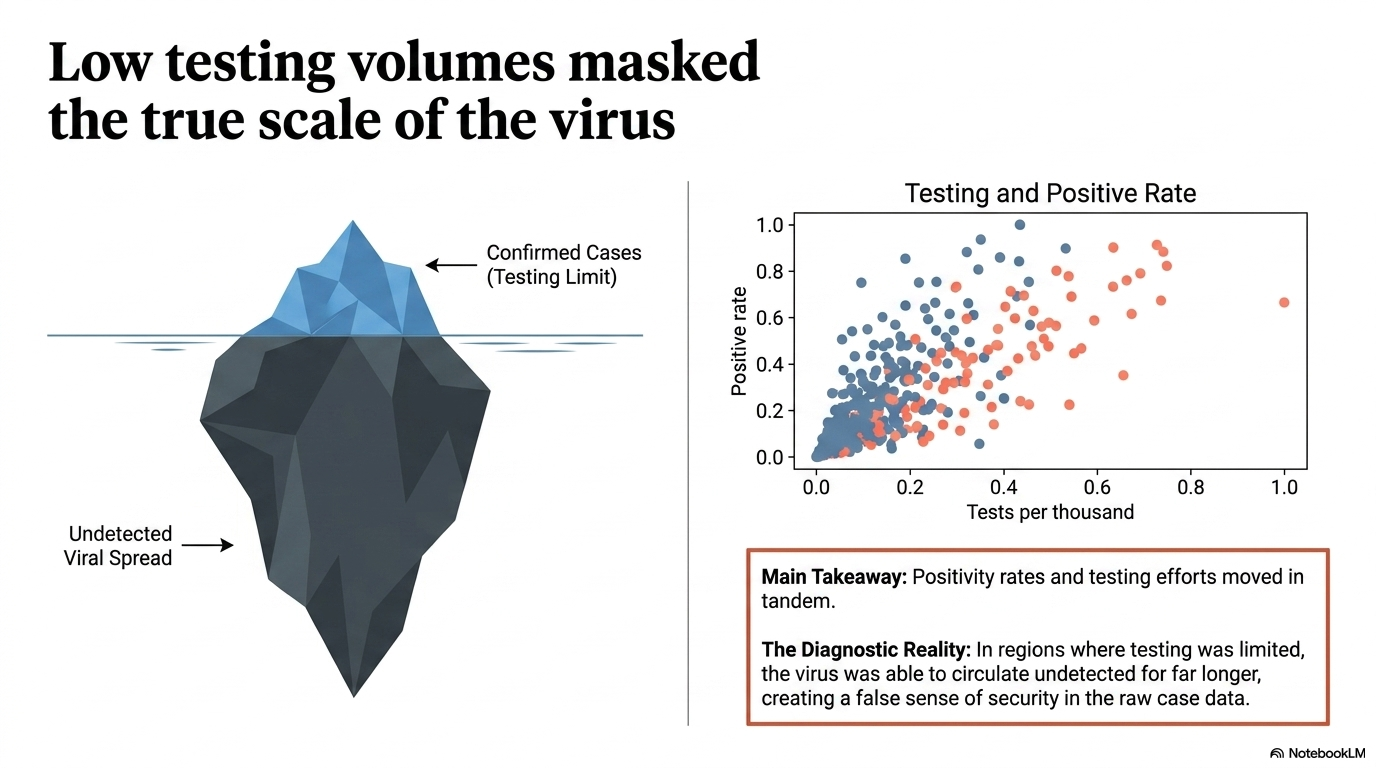 Low testing volumes masked
the true scale of the virus
Confirmed Cases
(Testing Limit)
Undetected
Viral Spread
Testing and Positive Rate
Positive rate
1.0
0.8
0.6
0.4
0.2
0.0
0.0 0.2 0.4 0.6 0.8 1.0
Tests per thousand
Main Takeaway: Positivity rates and testing efforts moved in
tandem.
The Diagnostic Reality: In regions where testing was limited,
the virus was able to circulate undetected for far longer,
creating a false sense of security in the raw case data.
NotebookLM